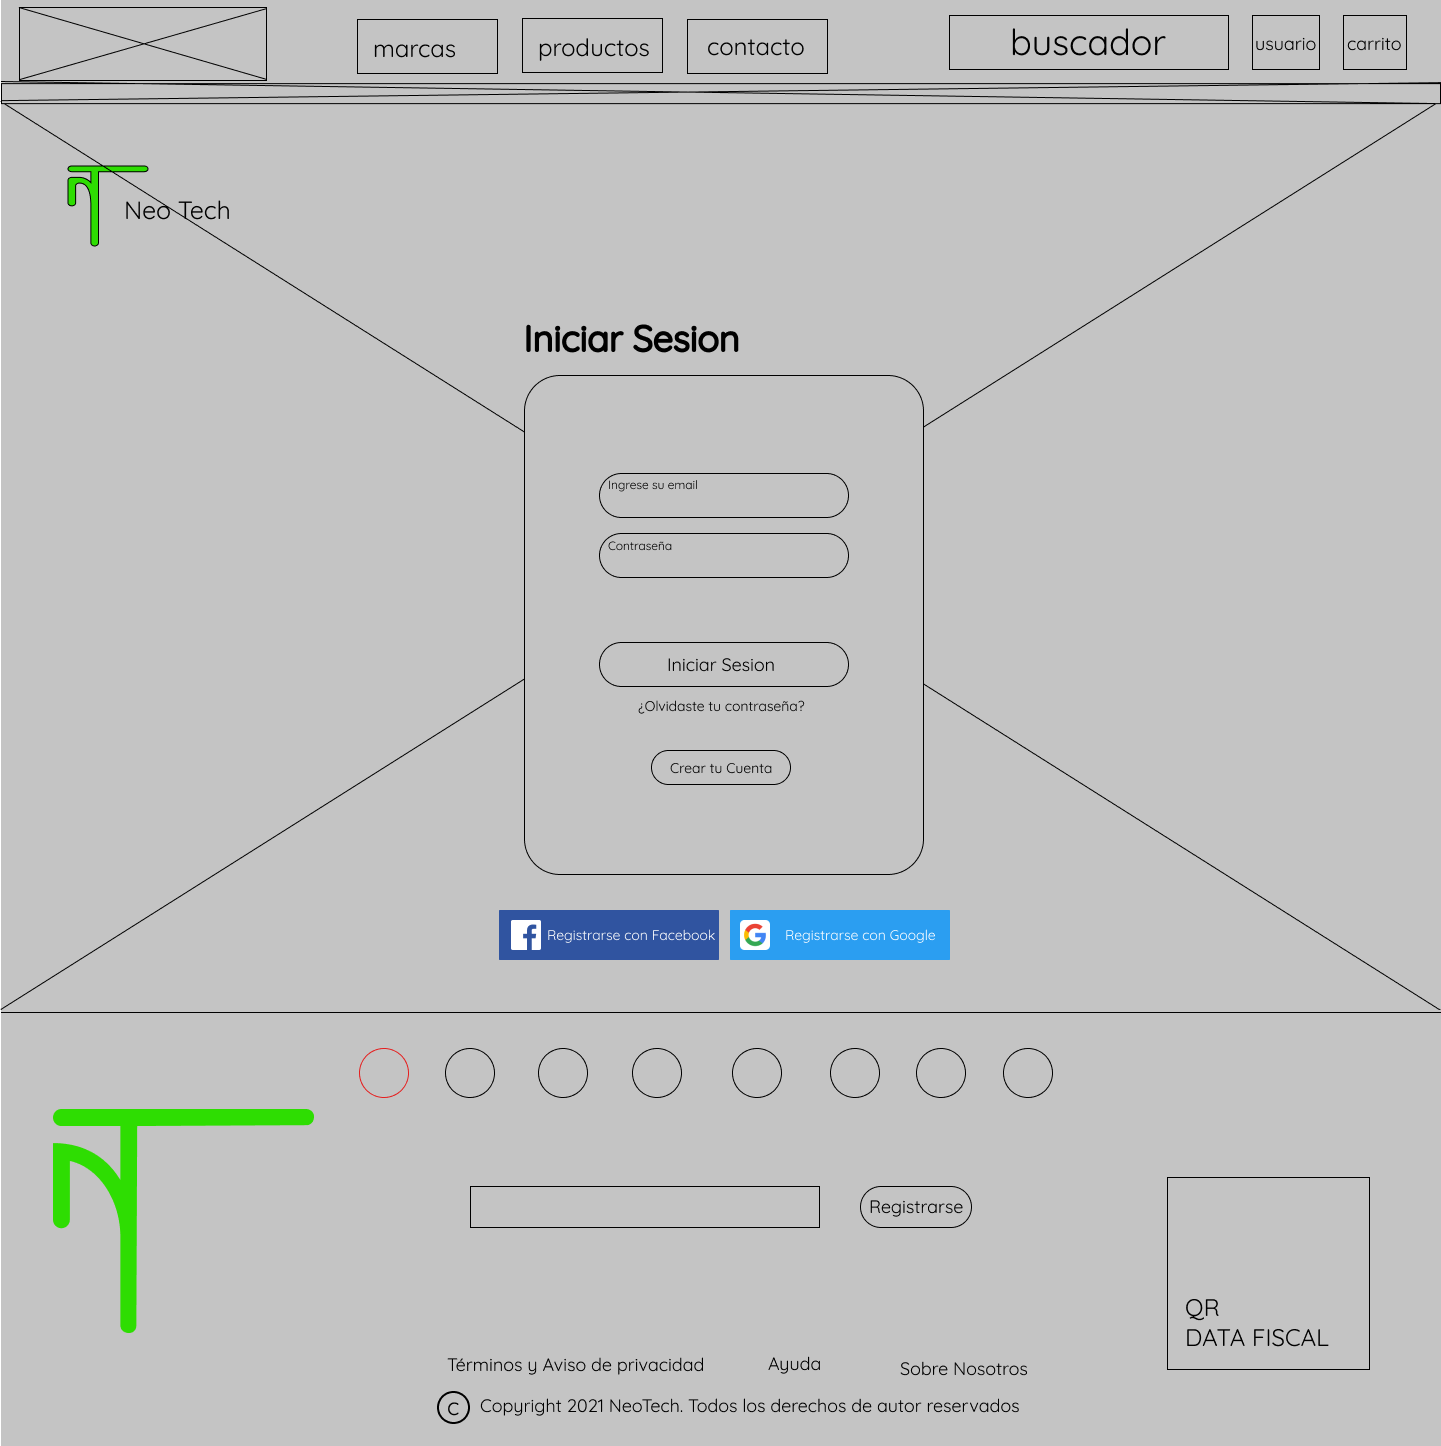 marcas
productos
contacto
buscador
usuario
carrito
Neo Tech
Iniciar Sesion
Ingrese su email
Contraseña
Iniciar Sesion
¿Olvidaste tu contraseña?
Crear tu Cuenta
Registrarse con Facebook
Registrarse con Google
Registrarse
QR
DATA FISCAL
Términos y Aviso de privacidad
Ayuda
Sobre Nosotros
C Copyright 2021 NeoTech. Todos los derechos de autor reservados